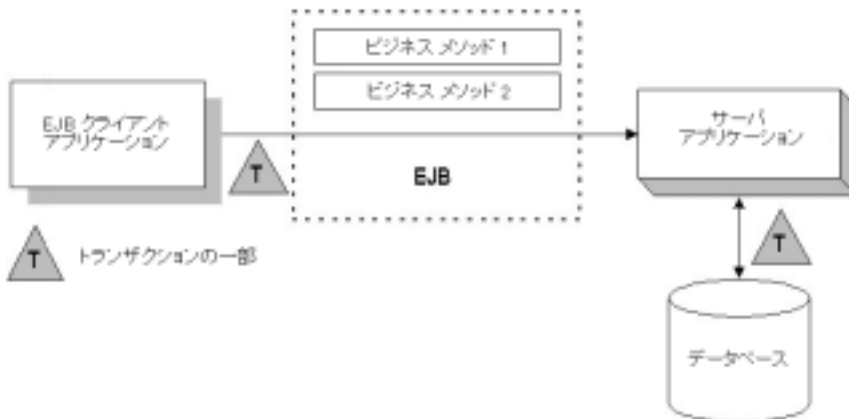 ビジネス メソッド 1
ビジネス メソッド 2
EJB クライアント
アプリケーション
サーバ
アプリケーション
T
EJB
T
T
トランザクションの一部
データベース